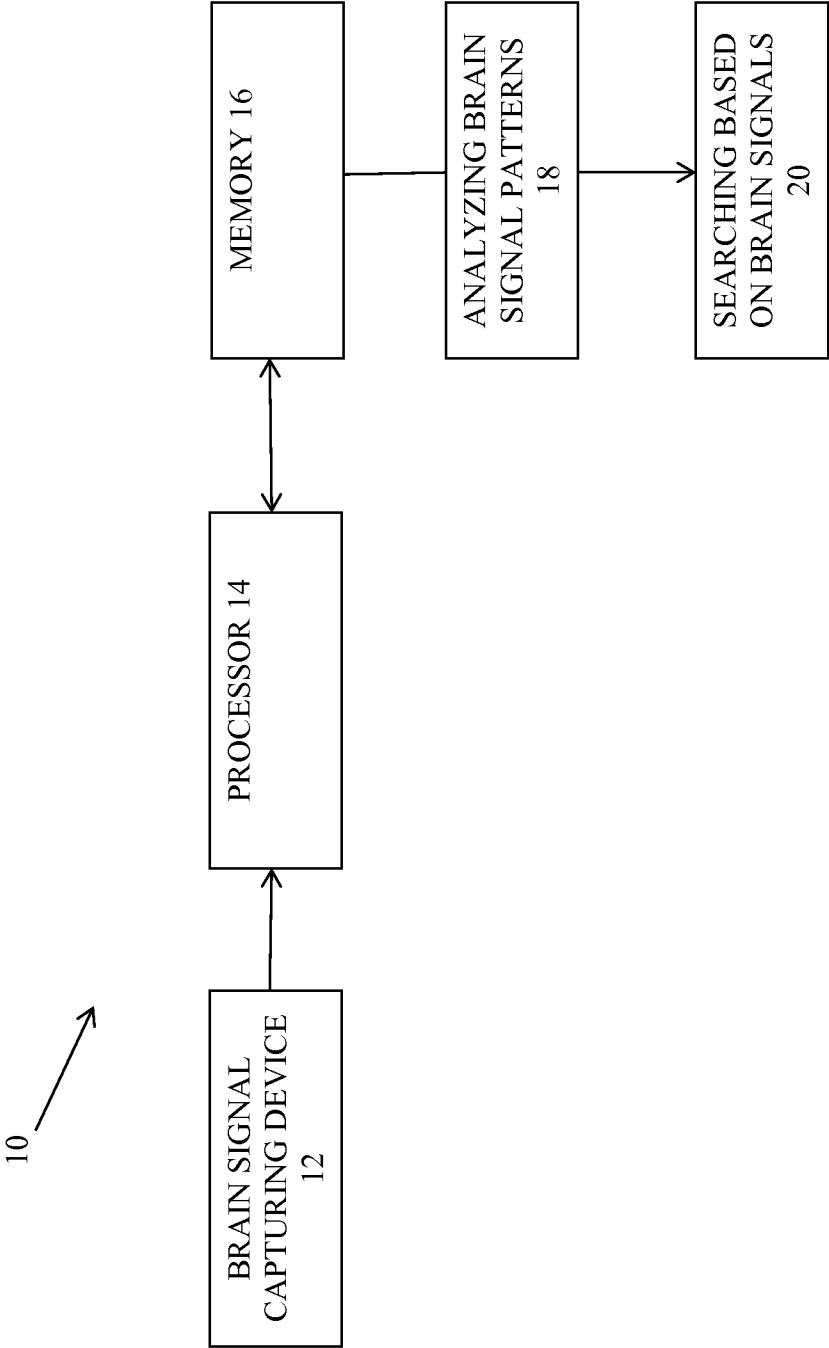 10
BRAIN SIGNAL
CAPTURING DEVICE
12
PROCESSOR 14
MEMORY 16
ANALYZING BRAIN
SIGNAL PATTERNS
18
SEARCHING BASED
ON BRAIN SIGNALS
20